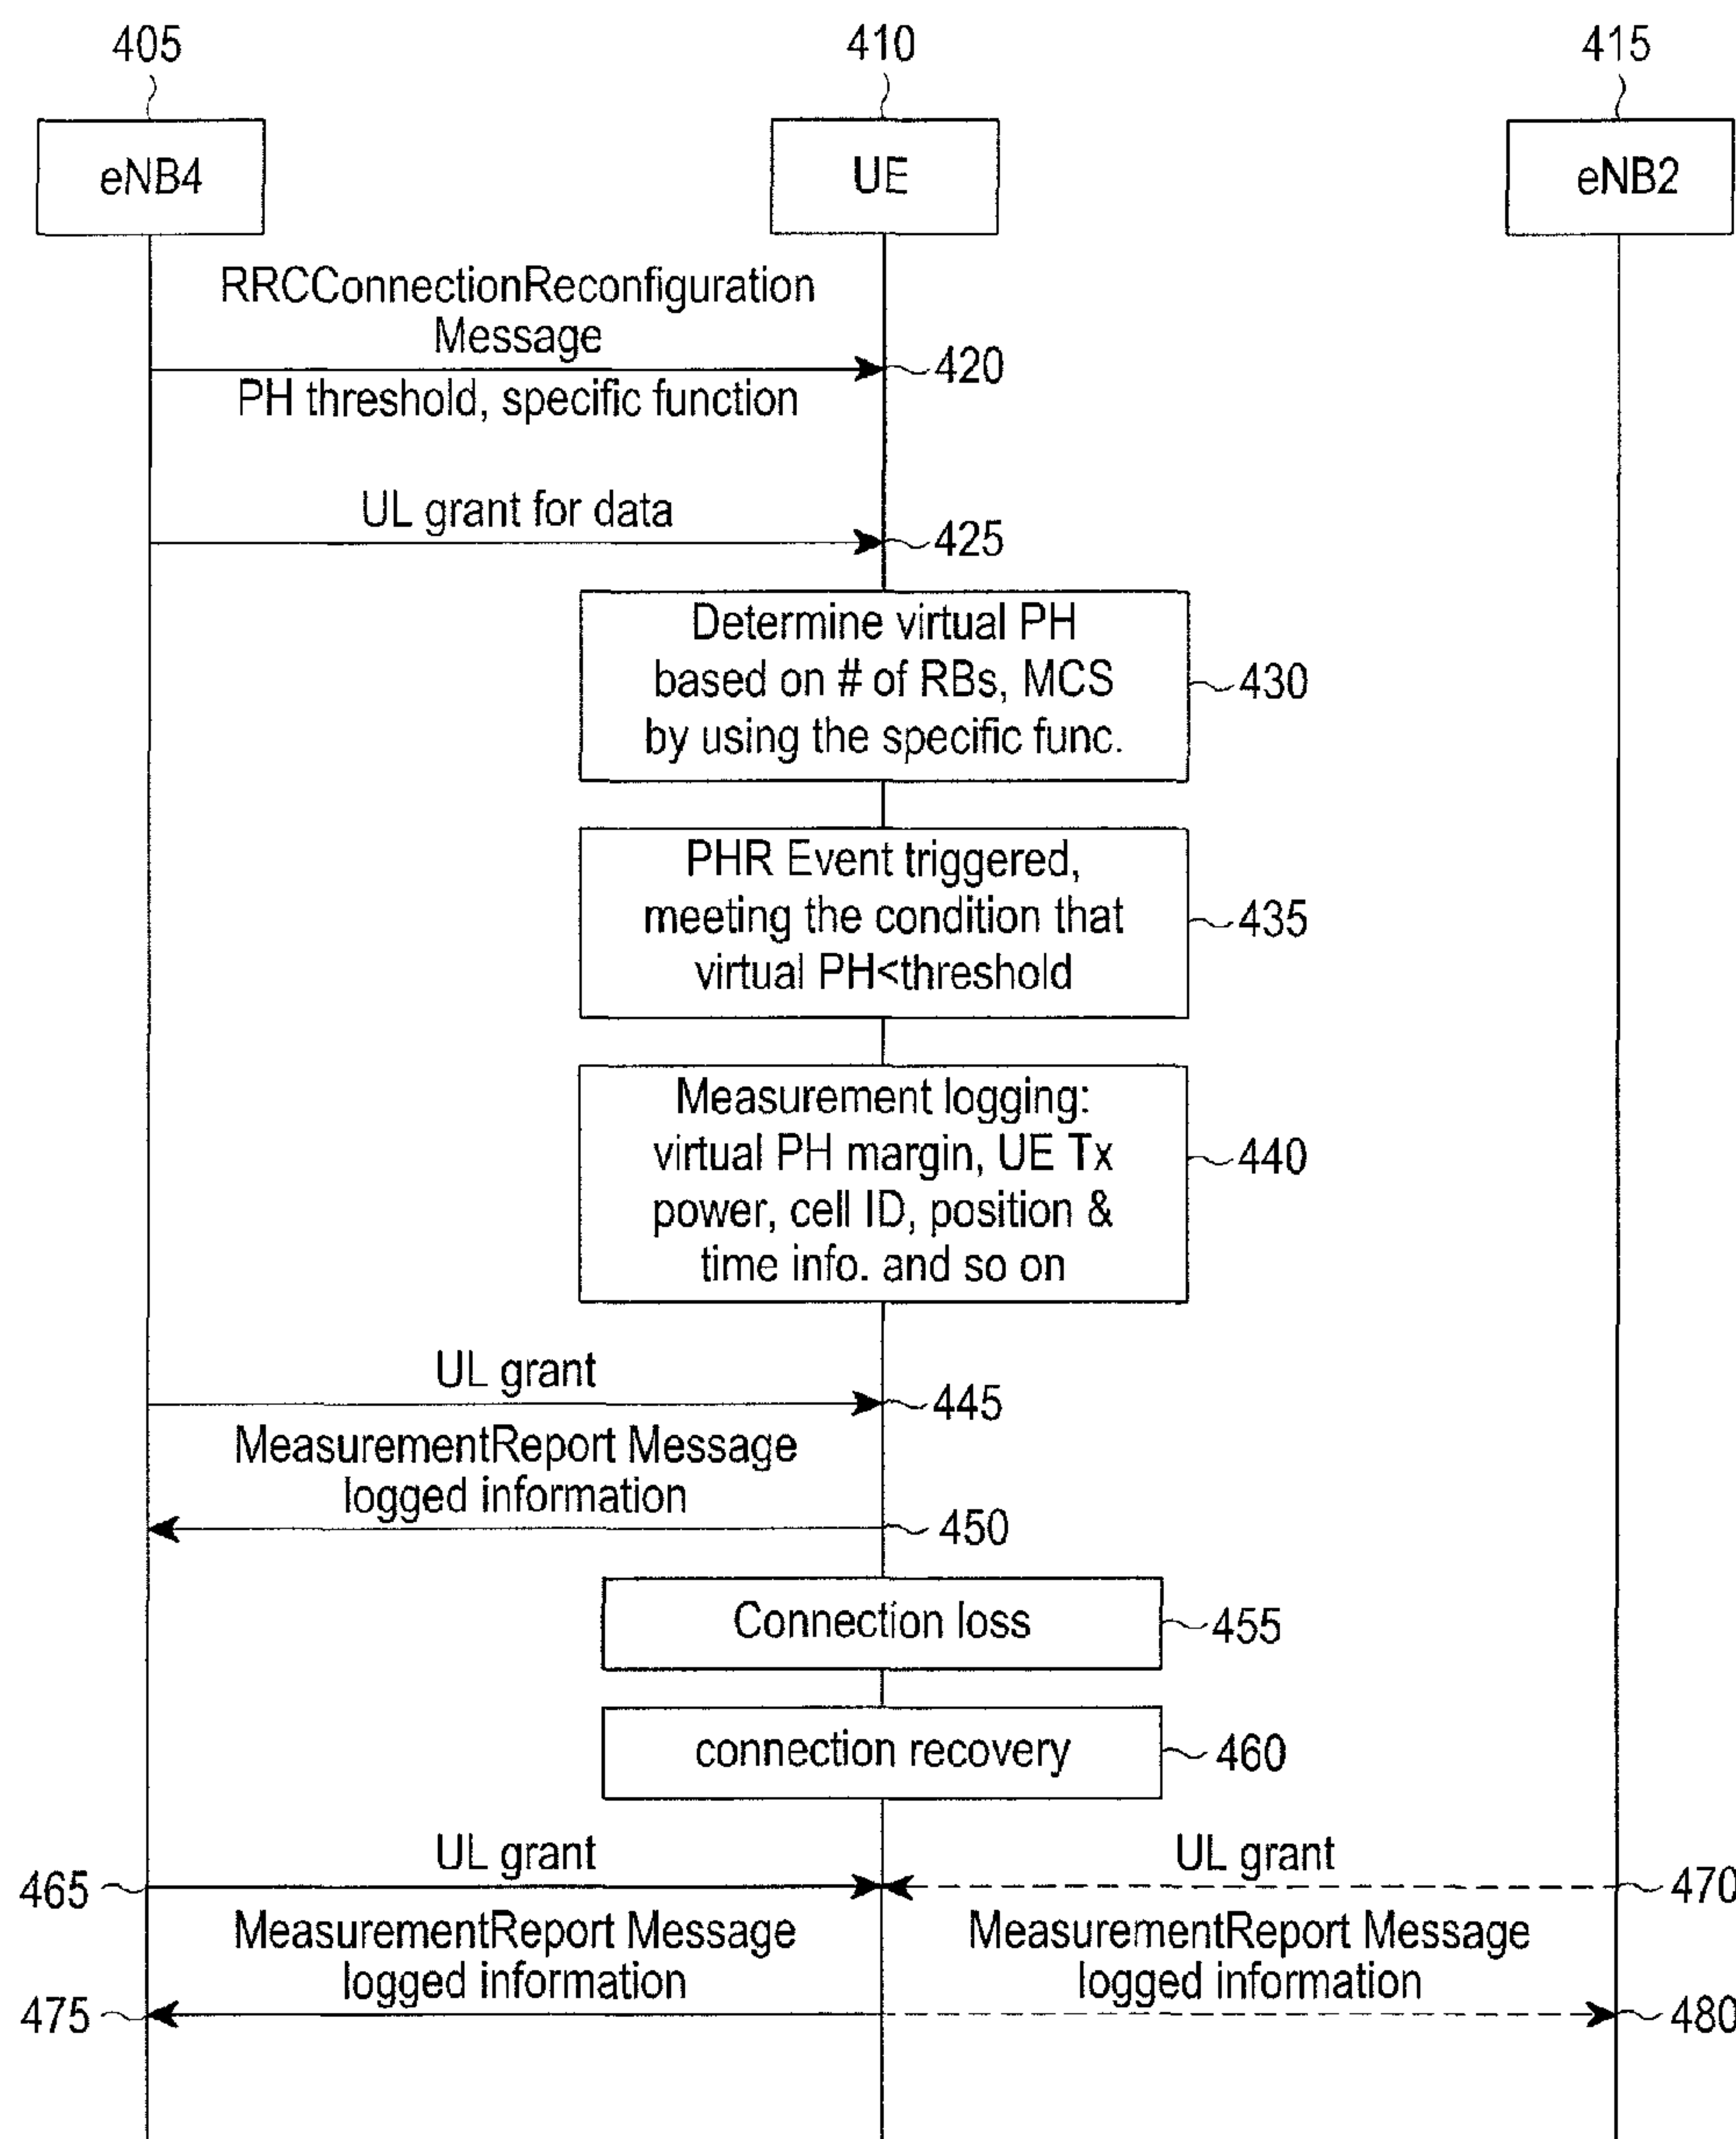 405
410
415
eNB4
UE
eNB2
RRCConnectionReconfiguration
Message
420
PH threshold, specific function
UL grant for data
425
Determine virtual PH
based on # of RBs, MCS
by using the specific func.
430
PHR Event triggered,
meeting the condition that
virtual PH<threshold
435
Measurement logging:
virtual PH margin, UE Tx
power, cell ID, position &
time info. and so on
440
UL grant
445
MeasurementReport Message
logged information
450
Connection loss
455
connection recovery
460
UL grant
UL grant
465
470
MeasurementReport Message
logged information
MeasurementReport Message
logged information
475
480